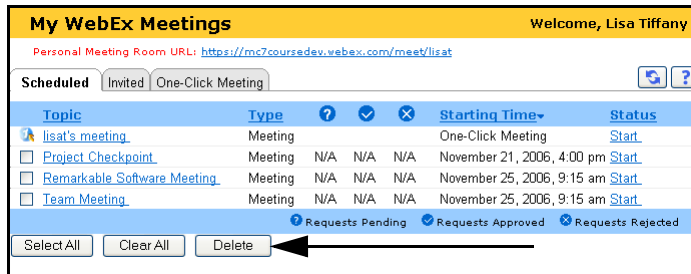 My WebEx Meetings Welcome, Lisa Tiffany
Personal Meeting Room URL: https://mc7coursedev.webex.com/meet/lisat
Scheduled Invited One-Click Meeting ?
Topic Type ? Starting Time Status
lisat's meeting Meeting One-Click Meeting Start
Project Checkpoint Meeting N/A N/A N/A November 21, 2006, 4:00 pm Start
Remarkable Software Meeting Meeting N/A N/A N/A November 25, 2006, 9:15 am Start
Team Meeting Meeting N/A N/A N/A November 25, 2006, 9:15 am Start
? Requests Pending Requests Approved Requests Rejected
Select All Clear All Delete